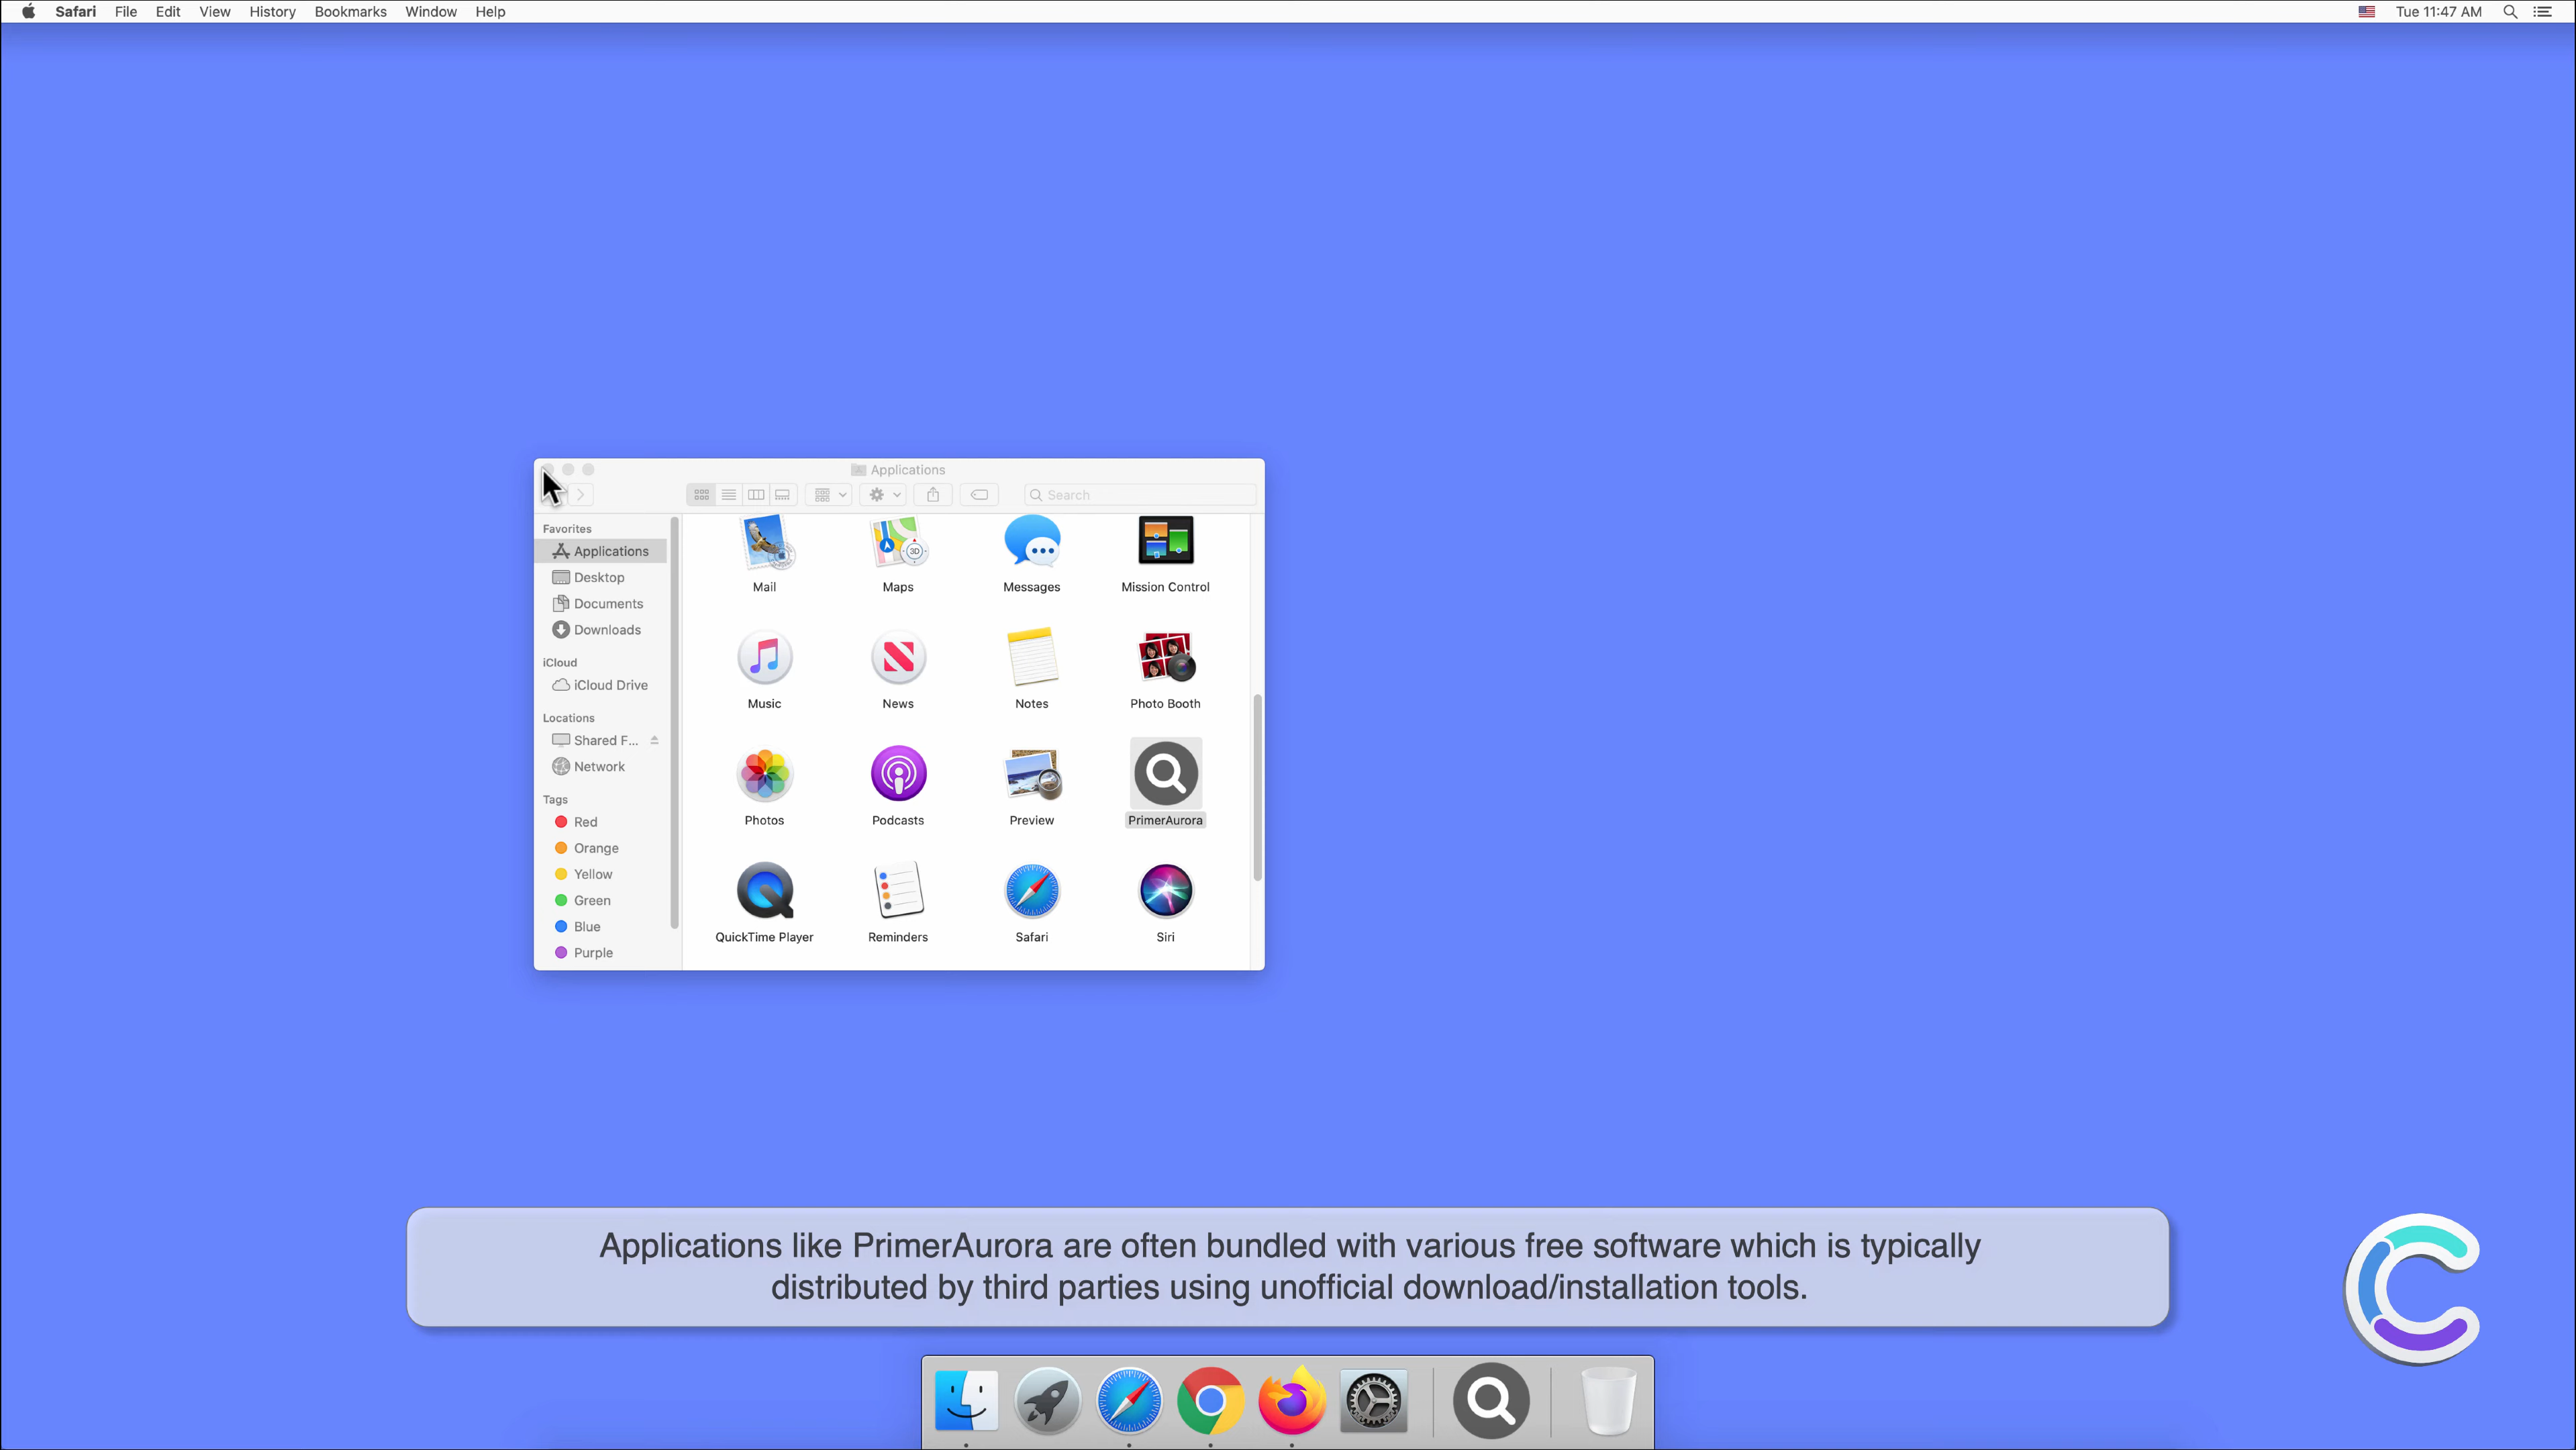 Safari File Edit View History Bookmarks Window Help
Tue 11:47 AM
Applications
Search
Favorites
Applications
Desktop
Documents
Downloads
iCloud
iCloud Drive
Locations
Shared F...
Network
Tags
Red
Orange
Yellow
Green
Blue
Purple
3D
Mail Maps Messages Mission Control
Music News Notes Photo Booth
Photos Podcasts Preview PrimerAurora
QuickTime Player Reminders Safari Siri
Applications like PrimerAurora are often bundled with various free software which is typically
distributed by third parties using unofficial download/installation tools.